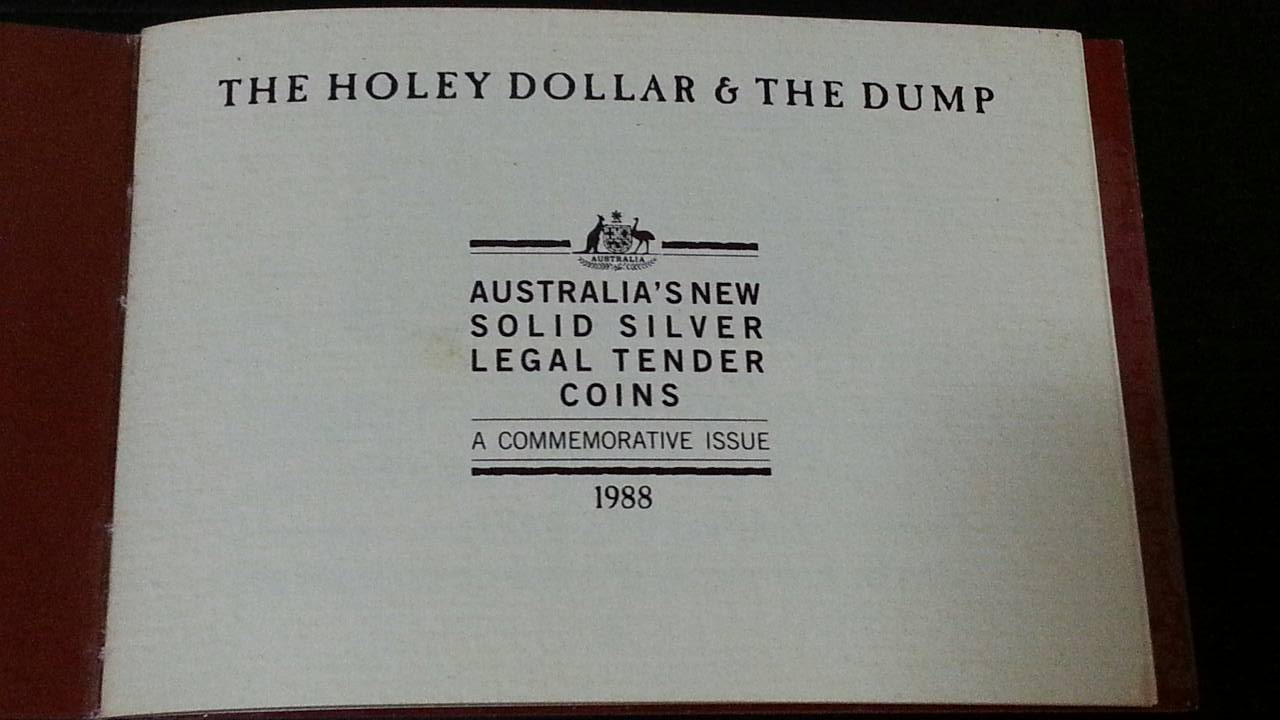 THE HOLEY DOLLAR & THE DUMP
AUSTRALIA
AUSTRALIA'S NEW
SOLID SILVER
LEGAL TENDER
COINS
A COMMEMORATIVE ISSUE
1988